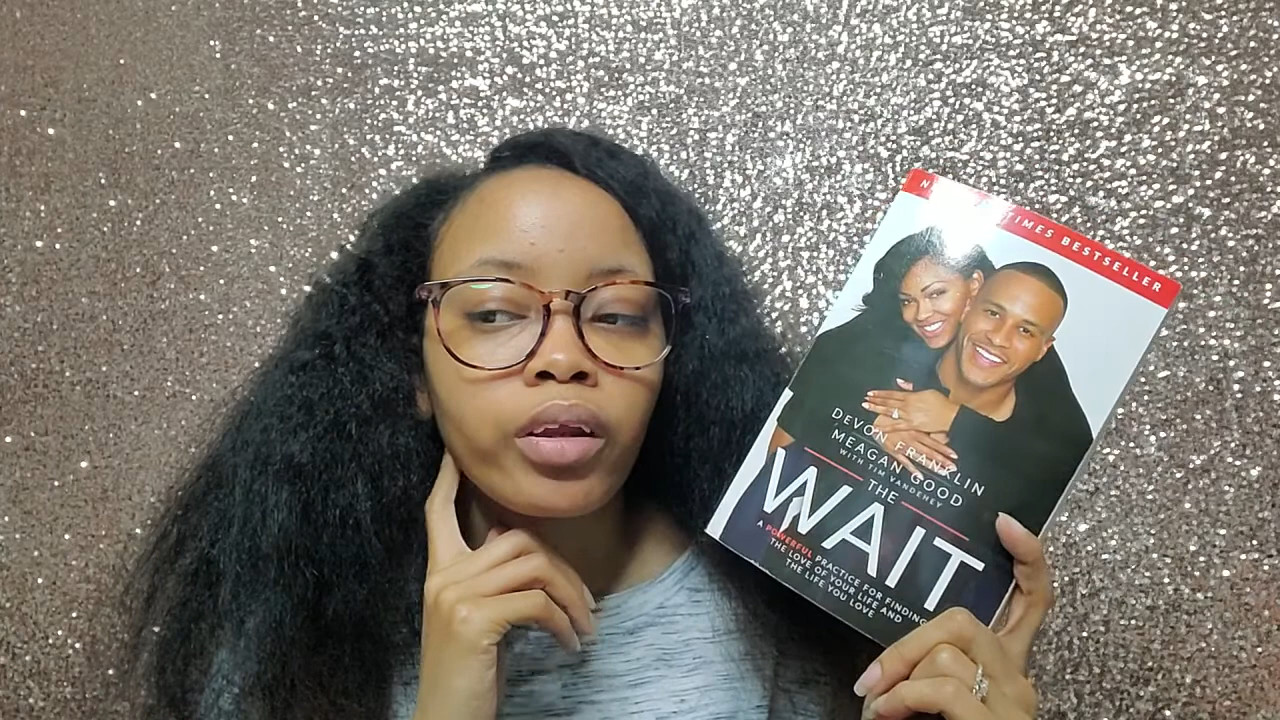 TIMES BESTSELLER
DEVON FRANKLIN
MEAGAN GOOD
WITH TIM VANDEHEY
THE
WAIT
A POWERFUL PRACTICE FOR FINDING
THE LOVE OF YOUR LIFE AND
THE LIFE YOU LOVE